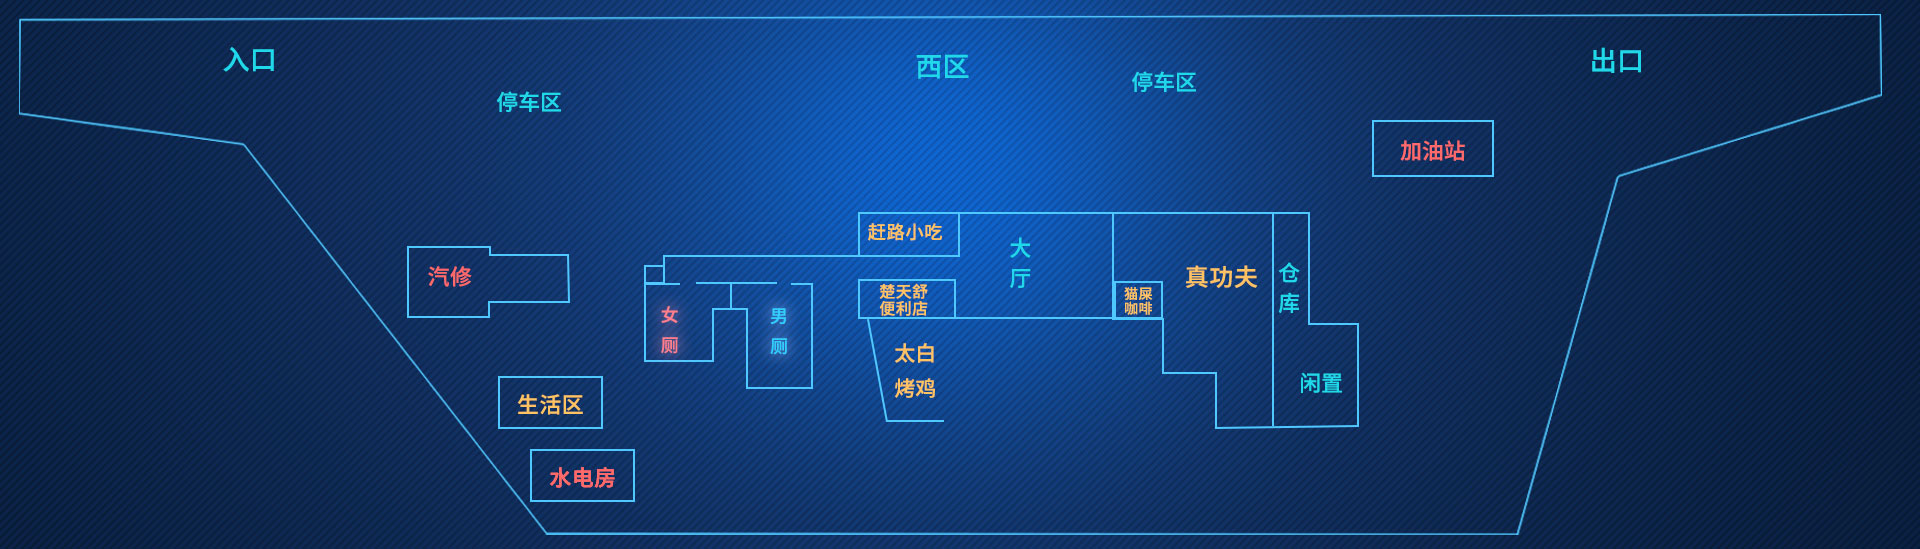 入口
西区
出口
停车区
停车区
加油站
赶路小吃
大
厅
汽修
真功夫
仓
库
楚天舒
便利店
猫屎
咖啡
女
厕
男
厕
太白
烤鸡
闲置
生活区
水电房